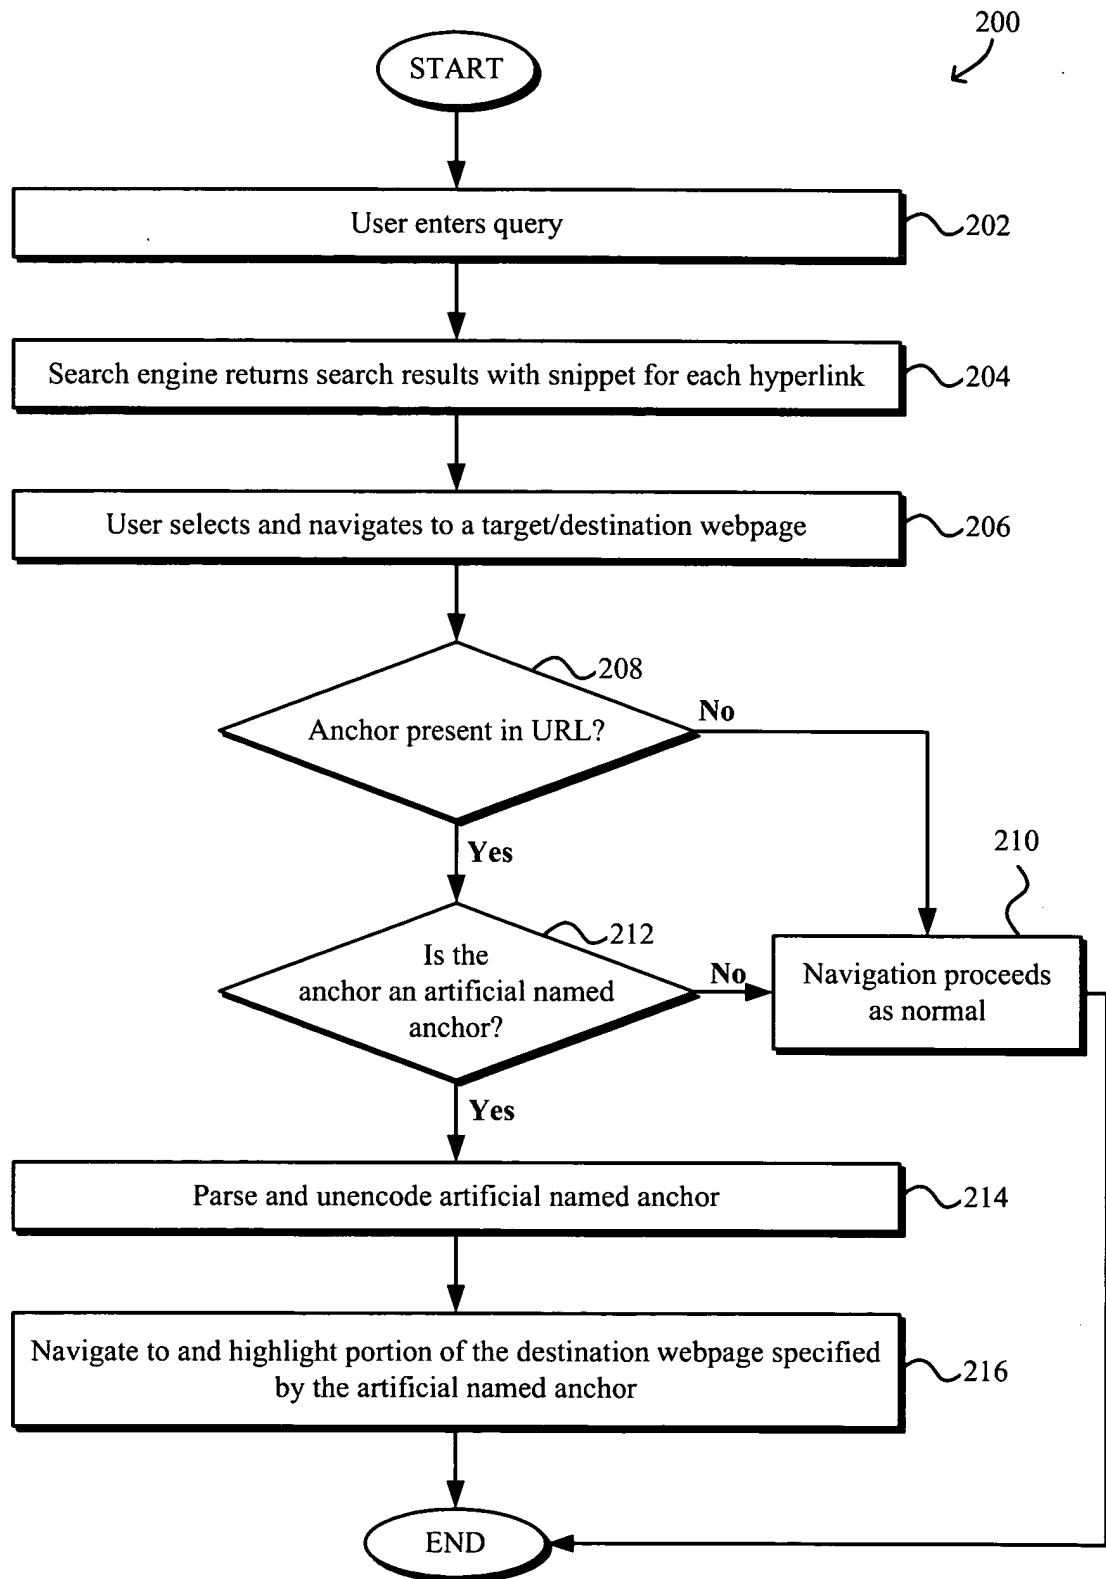 200
START
User enters query
202
Search engine returns search results with snippet for each hyperlink
204
User selects and navigates to a target/destination webpage
206
208
Anchor present in URL?
No
Yes
210
212
Is the
anchor an artificial named
anchor?
No
Navigation proceeds
as normal
Yes
Parse and unencode artificial named anchor
214
Navigate to and highlight portion of the destination webpage specified
by the artificial named anchor
216
END